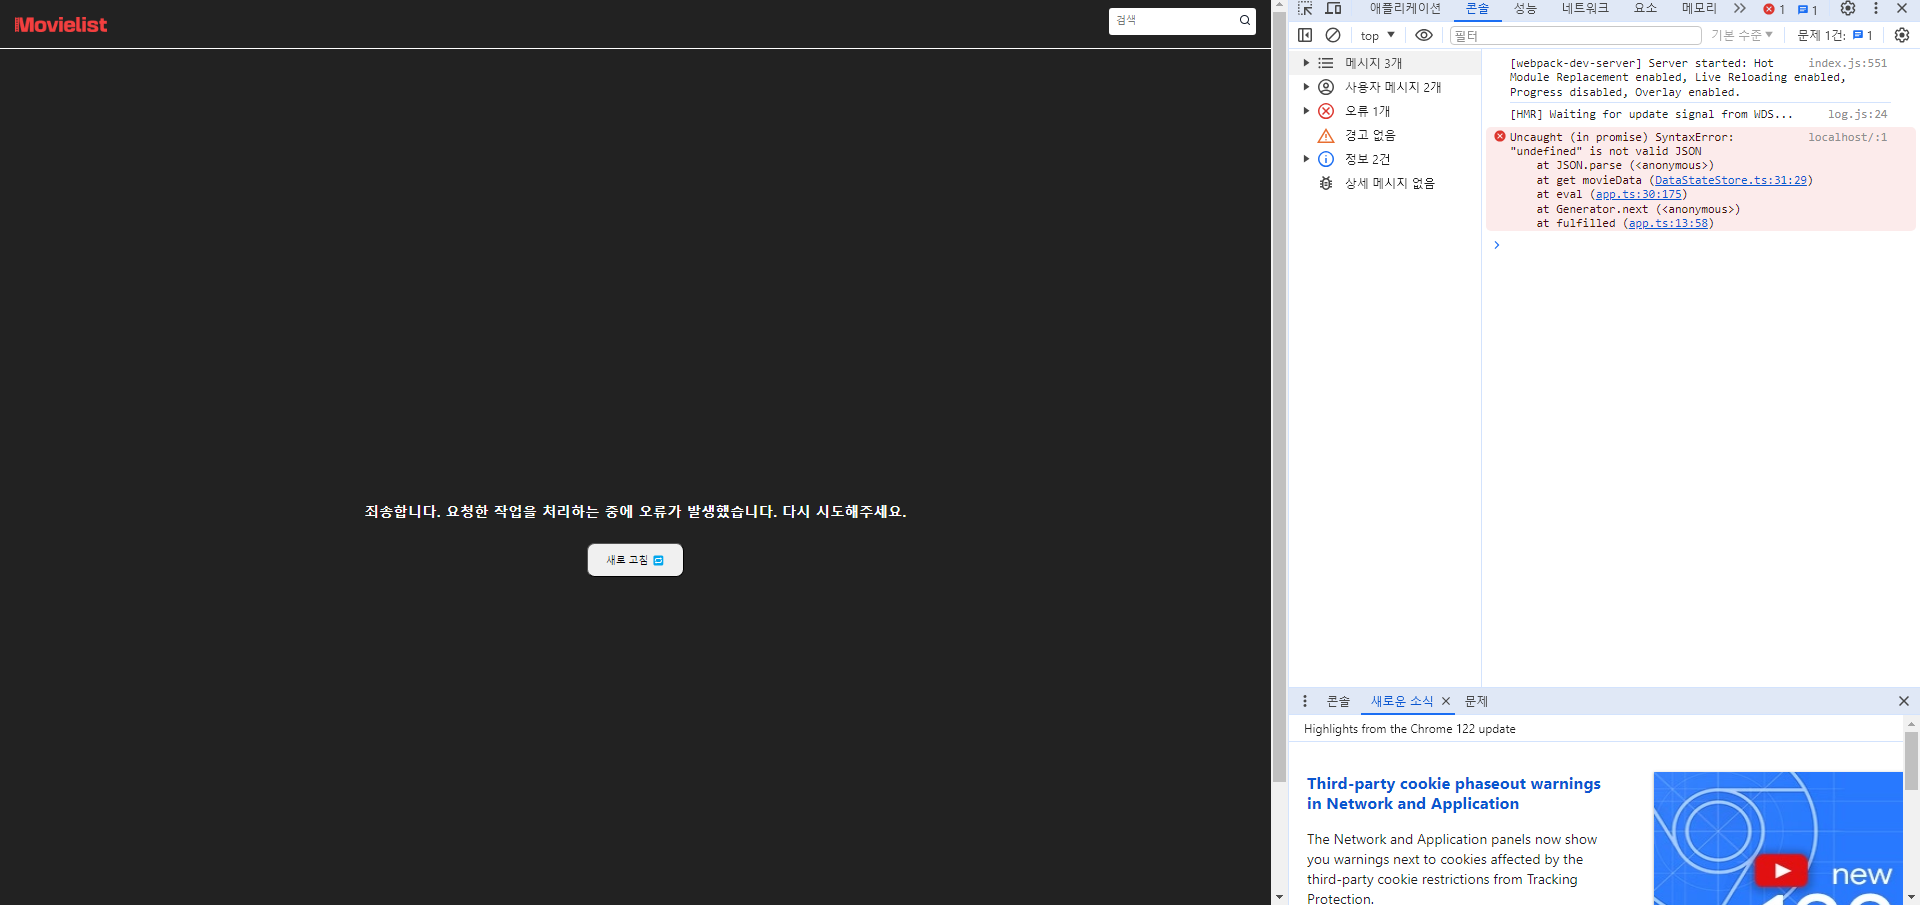 Movielist
검색
죄송합니다. 요청한 작업을 처리하는 중에 오류가 발생했습니다. 다시 시도해주세요.
새로 고침
애플리케이션 콘솔 성능 네트워크 요소 메모리 1 1
top 필터 기본 수준 문제 1건: 1
메시지 3개
사용자 메시지 2개
오류 1개
경고 없음
정보 2건
상세 메시지 없음
[webpack-dev-server] Server started: Hot index.js:551
Module Replacement enabled, Live Reloading enabled,
Progress disabled, Overlay enabled.
[HMR] Waiting for update signal from WDS... log.js:24
Uncaught (in promise) SyntaxError: localhost/:1
"undefined" is not valid JSON
at JSON.parse (<anonymous>)
at get movieData (DataStateStore.ts:31:29)
at eval (app.ts:30:175)
at Generator.next (<anonymous>)
at fulfilled (app.ts:13:58)
콘솔 새로운 소식 문제
Highlights from the Chrome 122 update
Third-party cookie phaseout warnings
in Network and Application
The Network and Application panels now show
you warnings next to cookies affected by the
third-party cookie restrictions from Tracking
Protection.
new